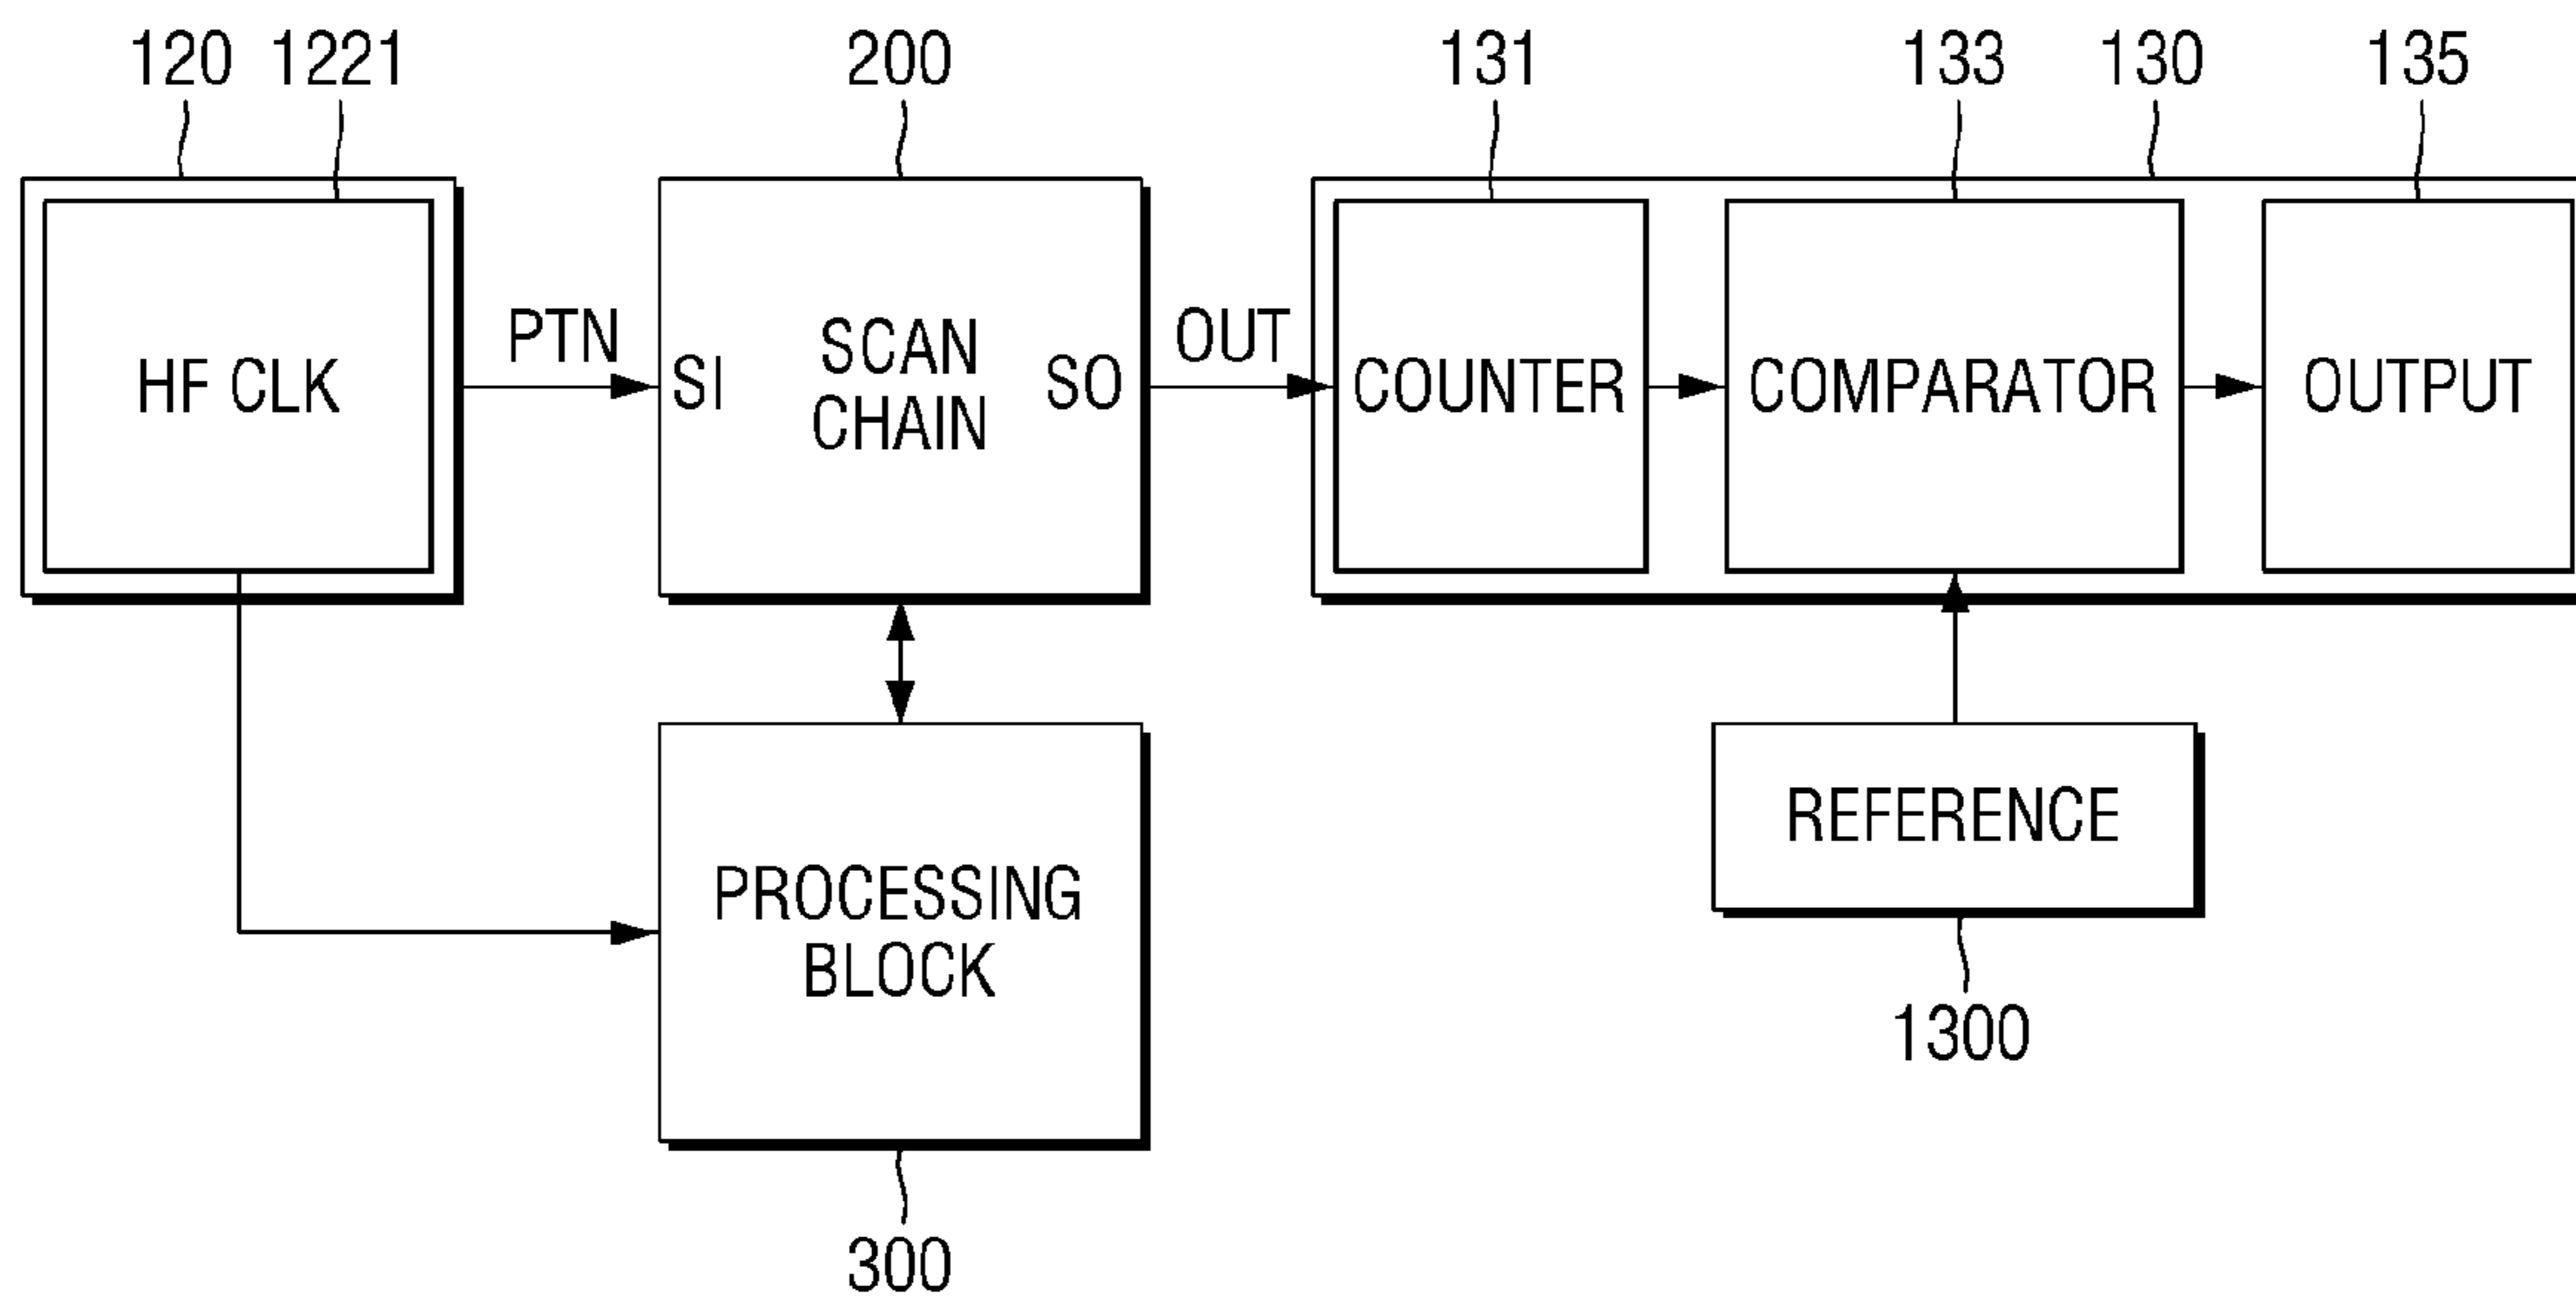 120 1221 200 131 133 130 135
HF CLK
PTN
SI
SCAN
CHAIN
SO
OUT
COUNTER
COMPARATOR
OUTPUT
PROCESSING
BLOCK
REFERENCE
1300
300